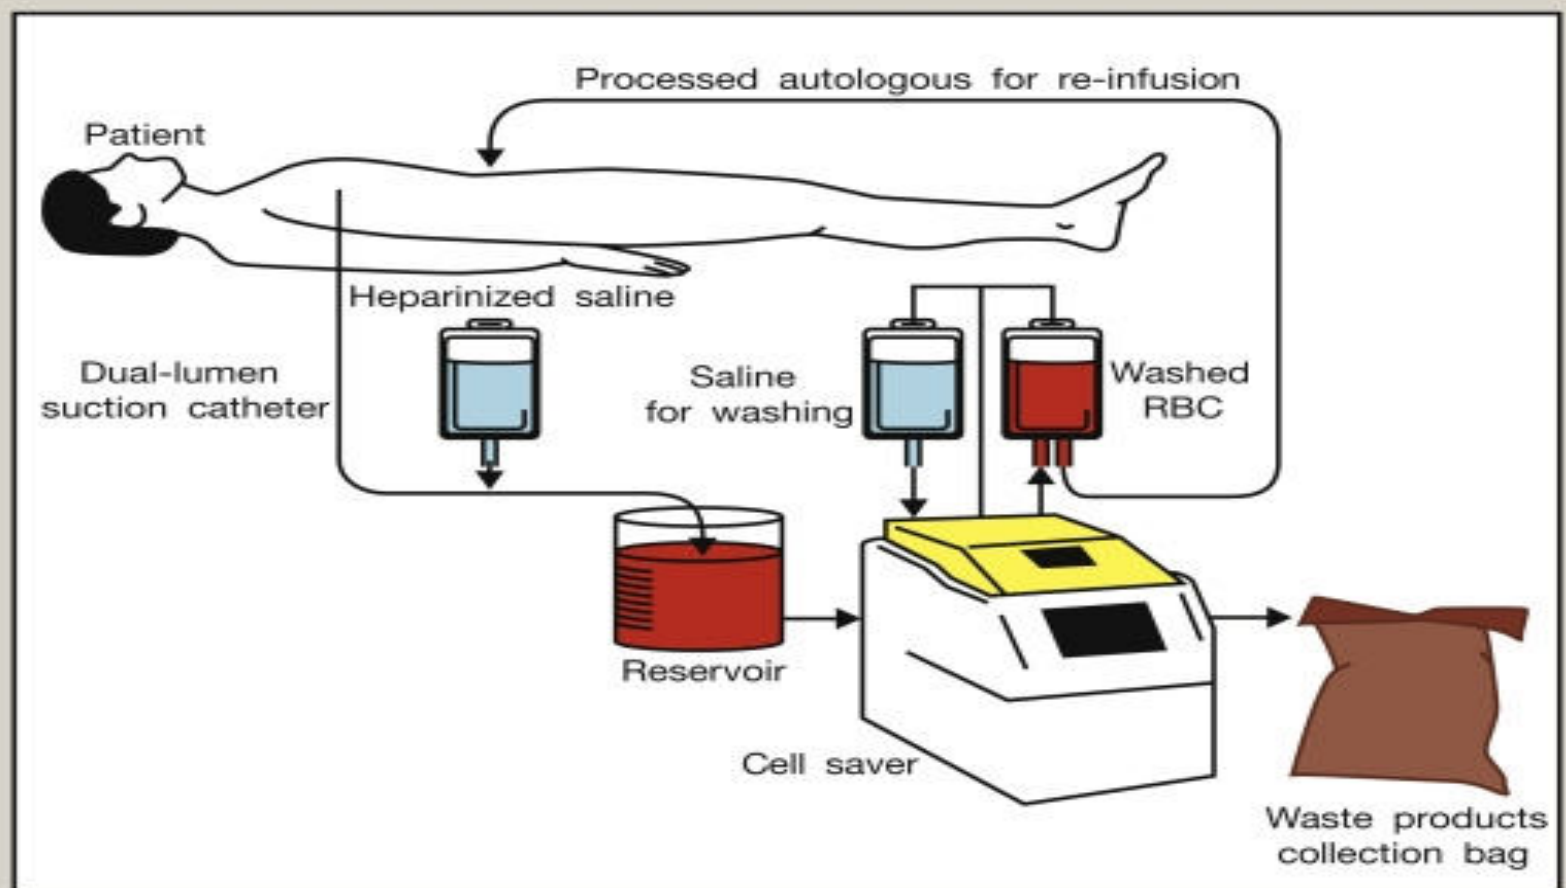 Processed autologous for re-infusion
Patient
Heparinized saline
Dual-lumen
suction catheter
Saline
for washing
Washed
RBC
Reservoir
Cell saver
Waste products
collection bag